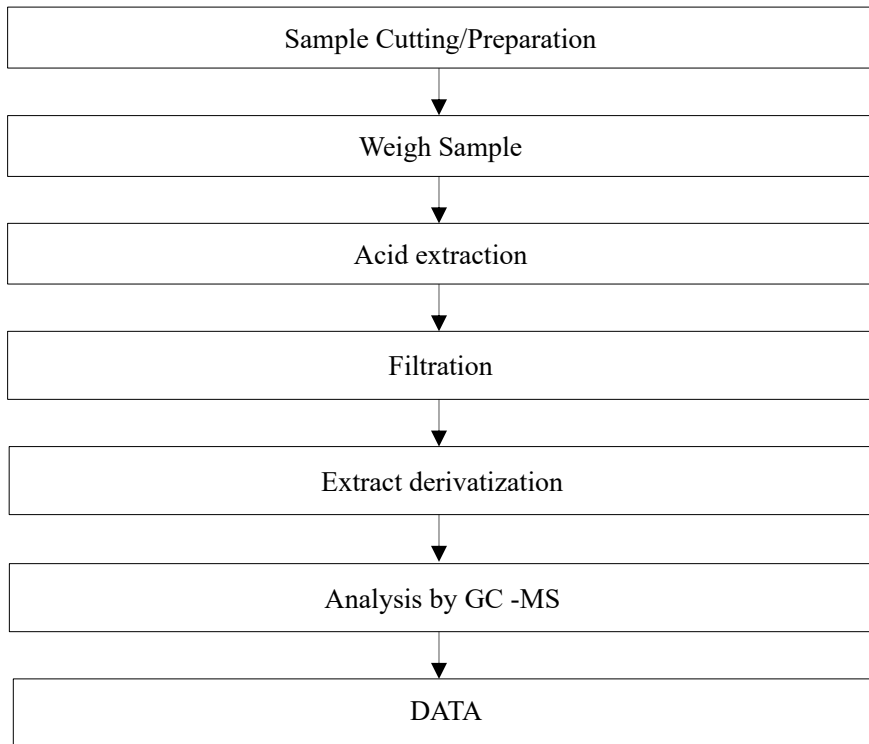 Sample Cutting/Preparation
Weigh Sample
Acid extraction
Filtration
Extract derivatization
Analysis by GC -MS
DATA